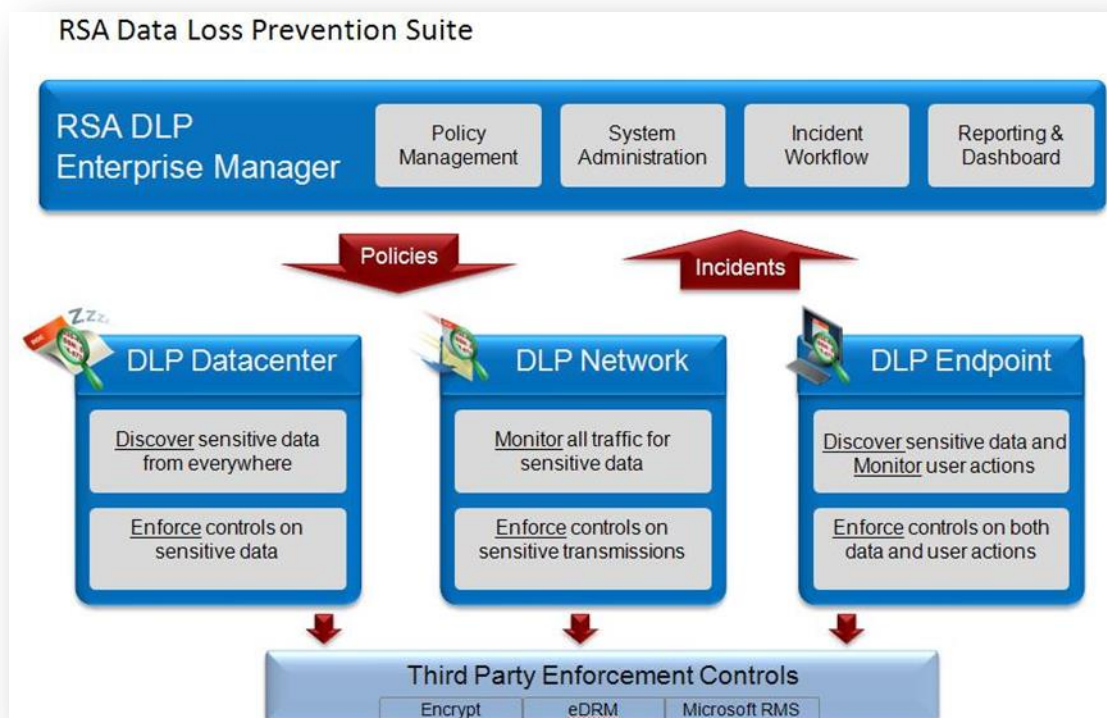 RSA Data Loss Prevention Suite
RSA DLP
Enterprise Manager
Policy
Management
System
Administration
Incident
Workflow
Reporting &
Dashboard
Policies
Incidents
ZZZz
DLP Datacenter
Discover sensitive data
from everywhere
Enforce controls on
sensitive data
DLP Network
Monitor all traffic for
sensitive data
Enforce controls on
sensitive transmissions
DLP Endpoint
Discover sensitive data and
Monitor user actions
Enforce controls on both
data and user actions
Third Party Enforcement Controls
Encrypt
eDRM
Microsoft RMS